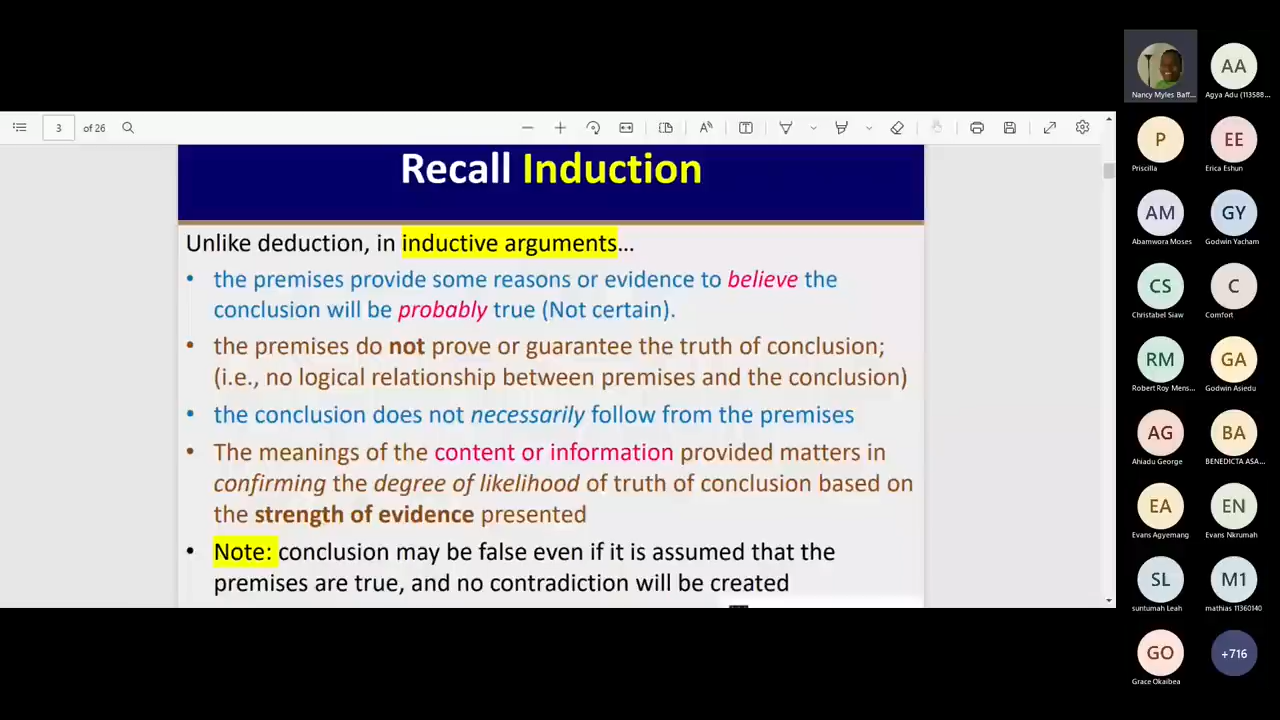 3 of 26
Recall Induction
Unlike deduction, in inductive arguments…
• the premises provide some reasons or evidence to believe the
conclusion will be probably true (Not certain).
• the premises do not prove or guarantee the truth of conclusion;
(i.e., no logical relationship between premises and the conclusion)
• the conclusion does not necessarily follow from the premises
• The meanings of the content or information provided matters in
confirming the degree of likelihood of truth of conclusion based on
the strength of evidence presented
• Note: conclusion may be false even if it is assumed that the
premises are true, and no contradiction will be created
AA
Nancy Myles Baff...
Agya Adu (113588...
P
EE
Priscilla
Erica Eshun
AM
GY
Abamwora Moses
Godwin Yacham
CS
C
Christabel Siaw
Comfort
RM
GA
Robert Roy Mens...
Godwin Asiedu
AG
BA
Ahiadu George
BENEDICTA ASA...
EA
EN
Evans Agyemang
Evans Nkrumah
SL
M1
suntumah Leah
mathias 11360140
GO
+716
Grace Okaibea